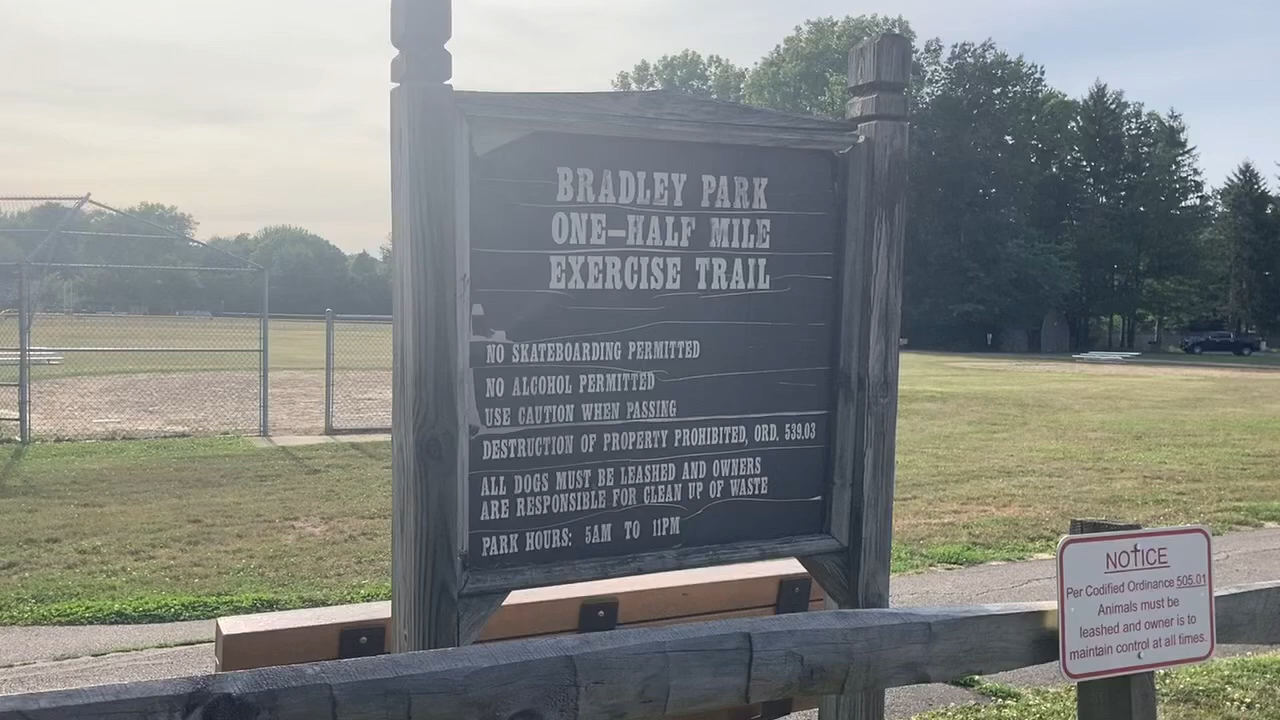 BRADLEY PARK
ONE-HALF MILE
EXERCISE TRAIL
NO SKATEBOARDING PERMITTED
NO ALCOHOL PERMITTED
USE CAUTION WHEN PASSING
DESTRUCTION OF PROPERTY PROHIBITED, ORD. 539.03
ALL DOGS MUST BE LEASHED AND OWNERS
ARE RESPONSIBLE FOR CLEAN UP OF WASTE
PARK HOURS: 5AM TO 11PM
NOTICE
Per Codified Ordinance 505.01
Animals must be
leashed and owner is to
maintain control at all times.